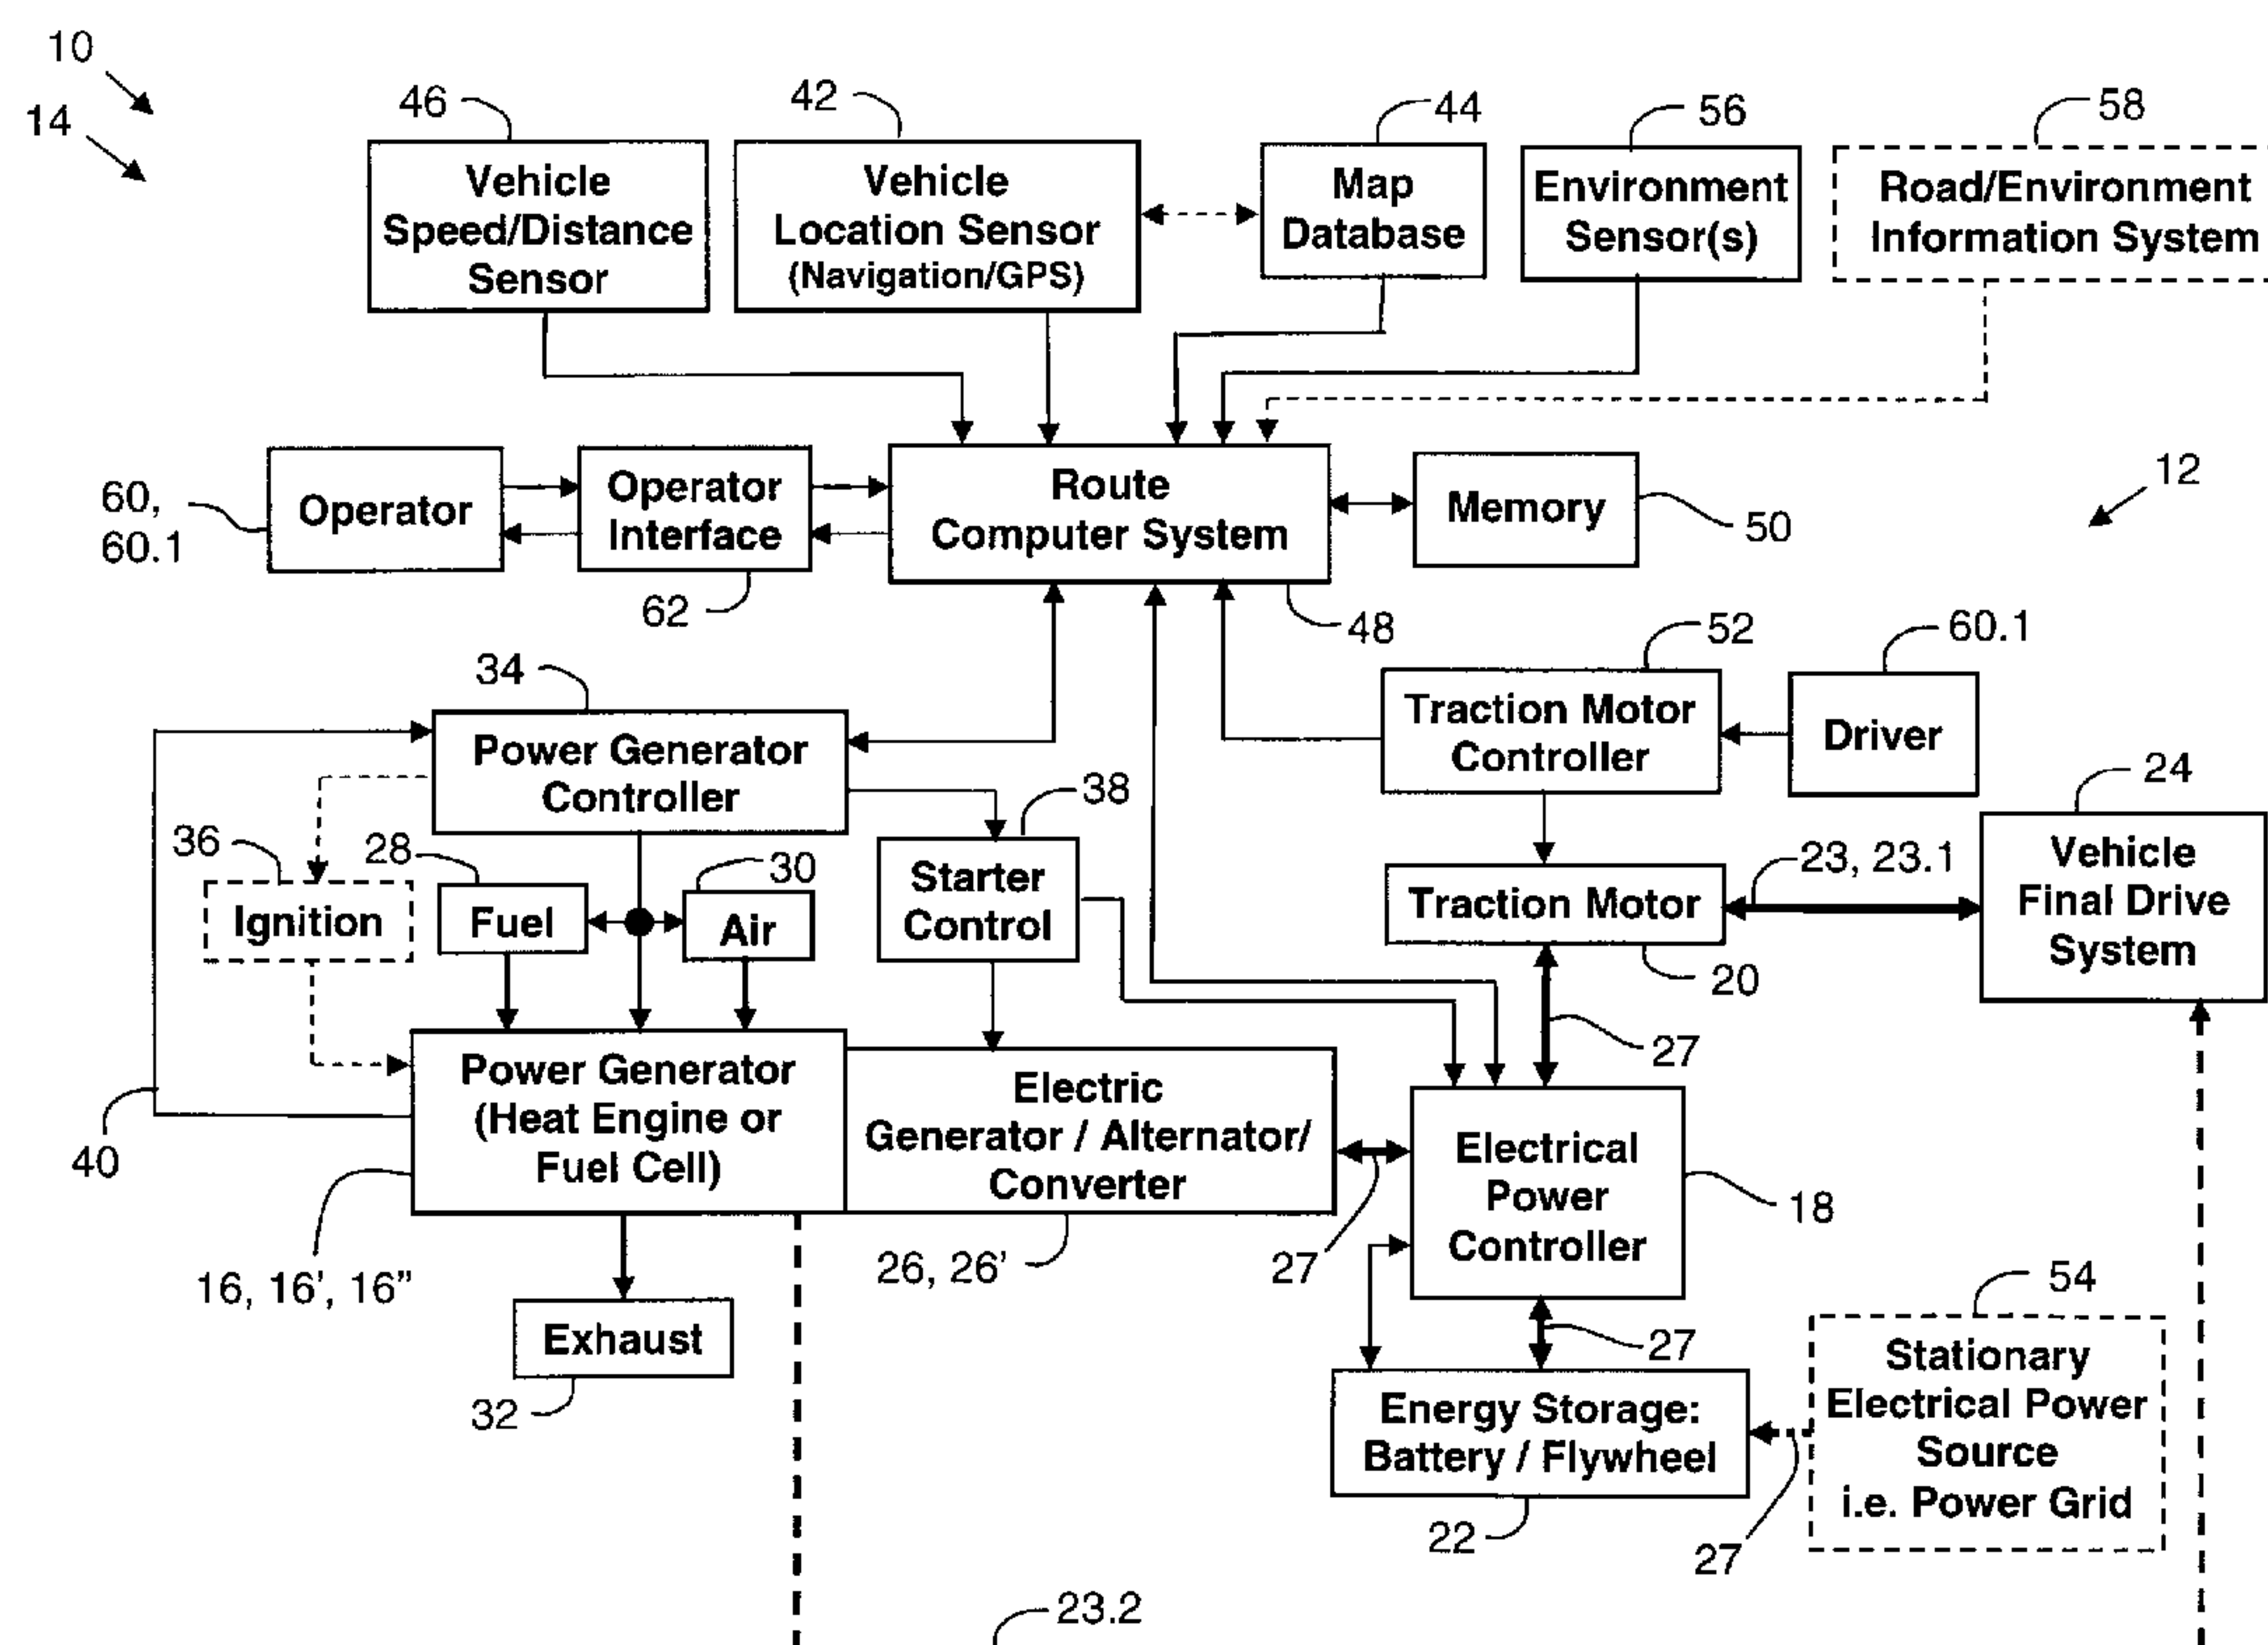 10
14
46
42
44
56
58
Vehicle
Speed/Distance
Sensor
Vehicle
Location Sensor
(Navigation/GPS)
Map
Database
Environment
Sensor(s)
Road/Environment
Information System
60,
60.1
Operator
Operator
Interface
62
Route
Computer System
48
Memory
50
12
34
Power Generator
Controller
52
Traction Motor
Controller
60.1
Driver
24
Vehicle
Final Drive
System
36
Ignition
28
Fuel
30
Air
38
Starter
Control
Traction Motor
20
23, 23.1
27
40
Power Generator
(Heat Engine or
Fuel Cell)
16, 16’, 16”
Electric
Generator / Alternator/
Converter
26, 26’
27
Electrical
Power
Controller
18
Exhaust
32
27
Energy Storage:
Battery / Flywheel
22
54
Stationary
Electrical Power
Source
i.e. Power Grid
27
23.2